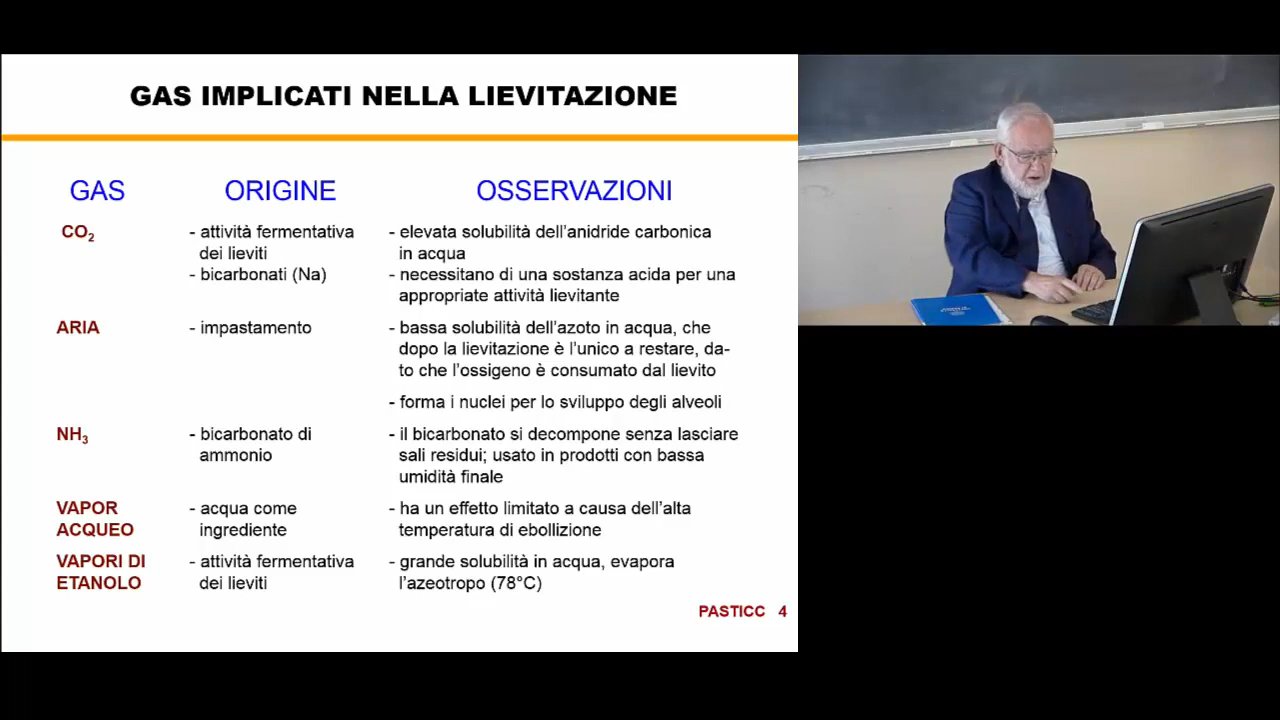 GAS IMPLICATI NELLA LIEVITAZIONE
GAS ORIGINE OSSERVAZIONI
CO2 - attività fermentativa - elevata solubilità dell’anidride carbonica
dei lieviti in acqua
- bicarbonati (Na) - necessitano di una sostanza acida per una
appropriate attività lievitante
ARIA - impastamento - bassa solubilità dell’azoto in acqua, che
dopo la lievitazione è l’unico a restare, da-
to che l’ossigeno è consumato dal lievito
- forma i nuclei per lo sviluppo degli alveoli
NH3 - bicarbonato di - il bicarbonato si decompone senza lasciare
ammonio sali residui; usato in prodotti con bassa
umidità finale
VAPOR - acqua come - ha un effetto limitato a causa dell’alta
ACQUEO ingrediente temperatura di ebollizione
VAPORI DI - attività fermentativa - grande solubilità in acqua, evapora
ETANOLO dei lieviti l’azeotropo (78°C)
PASTICC 4